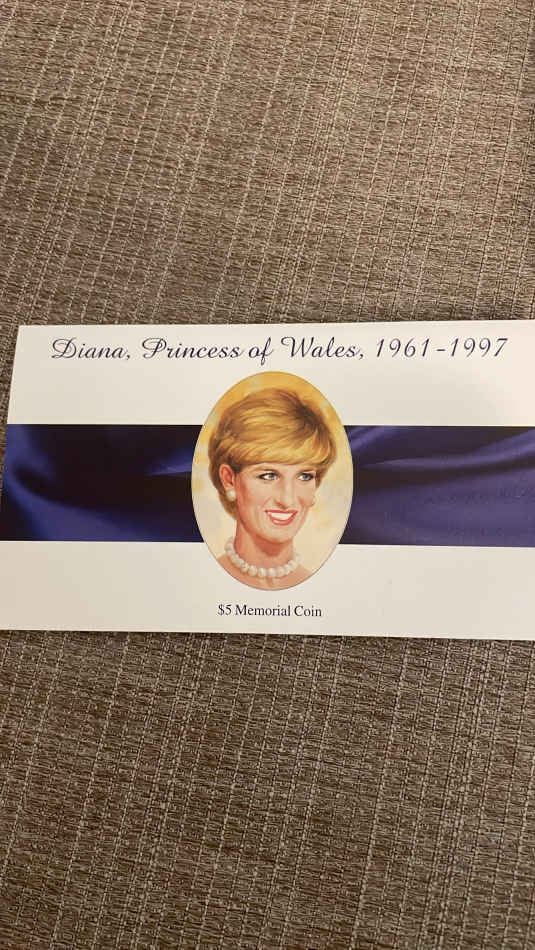 Diana, Princess of Wales, 1961-1997
$5 Memorial Coin